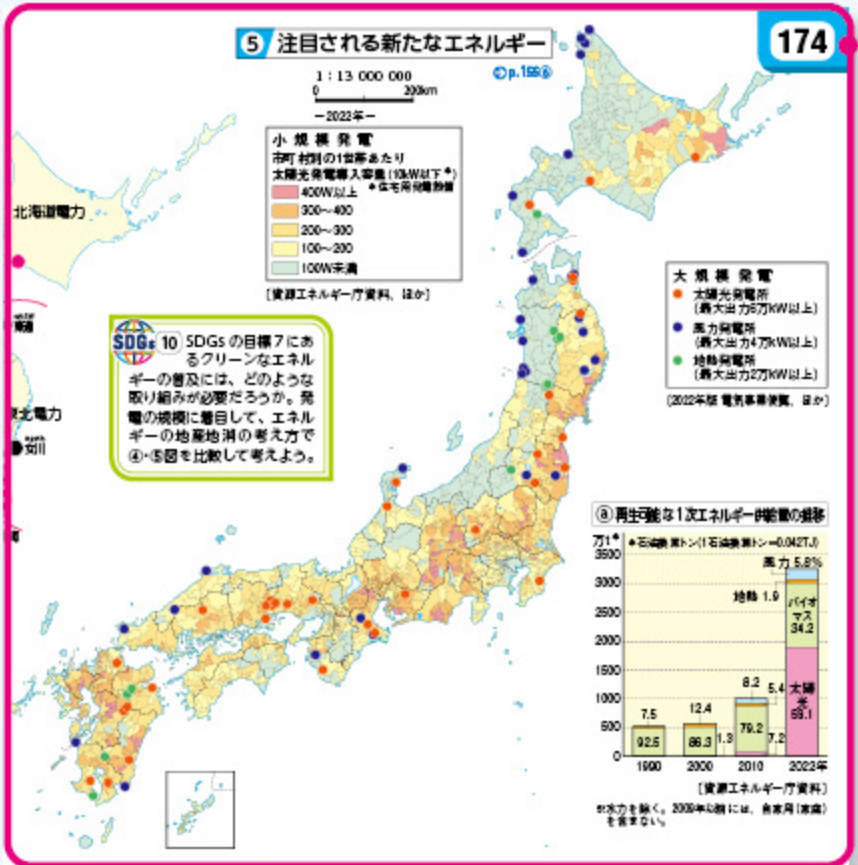 174
⑤ 注目される新たなエネルギー
p.155⑥
1:13 000 000
0 200km
−2022年−
小規模発電
市町村別の1世帯あたり
太陽光発電導入容量(10kW以下*)
*住宅用発電設備
400W以上
300〜400
200〜300
100〜200
100W未満
[資源エネルギー庁資料、ほか]
北海道電力
東北電力
女川
SDGs 10 SDGsの目標7にあ
るクリーンなエネル
ギーの普及には、どのような
取り組みが必要だろうか。発
電の規模に着目して、エネル
ギーの地産地消の考え方で
④・⑤図を比較して考えよう。
大規模発電
太陽光発電所
(最大出力5万kW以上)
風力発電所
(最大出力4万kW以上)
地熱発電所
(最大出力2万kW以上)
[2022年版 電気事業便覧、ほか]
ⓐ再生可能な1次エネルギー供給量の推移
万t*
*石油換算トン(1石油換算トン=0.042TJ)
3500
3000
2500
2000
1500
1000
500
0
風力 5.8%
地熱 1.9
バイオ
マス
34.2
太陽
光
7.5
92.5
12.4
86.3
1.3
8.2
5.4
79.2
7.2
1990 2000 2010 2022年
[資源エネルギー庁資料]
※水力を除く。2009年以前には、自家用(家庭)
を含まない。